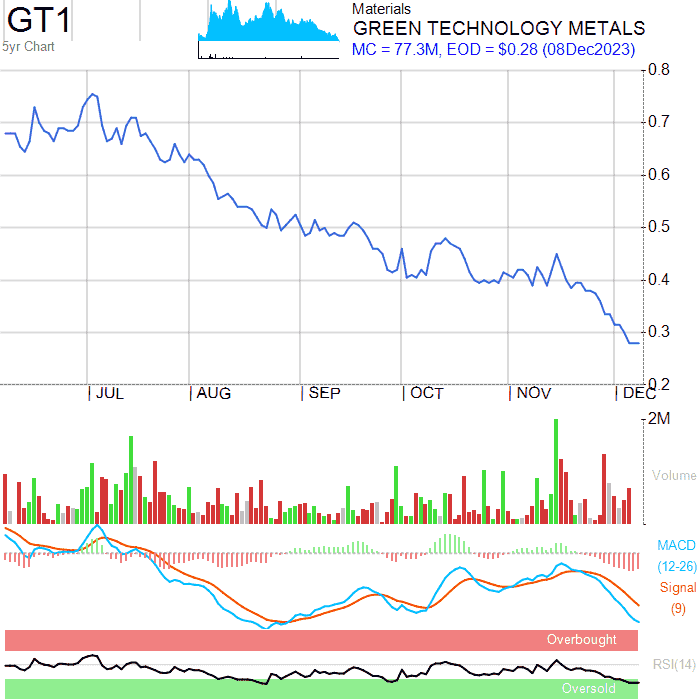 GT1
5yr Chart
Materials
GREEN TECHNOLOGY METALS
MC = 77.3M, EOD = $0.28 (08Dec2023)
0.8
0.7
0.6
0.5
0.4
0.3
0.2
JUL AUG SEP OCT NOV DEC
2M
Volume
MACD
(12-26)
Signal
(9)
Overbought
RSI(14)
Oversold